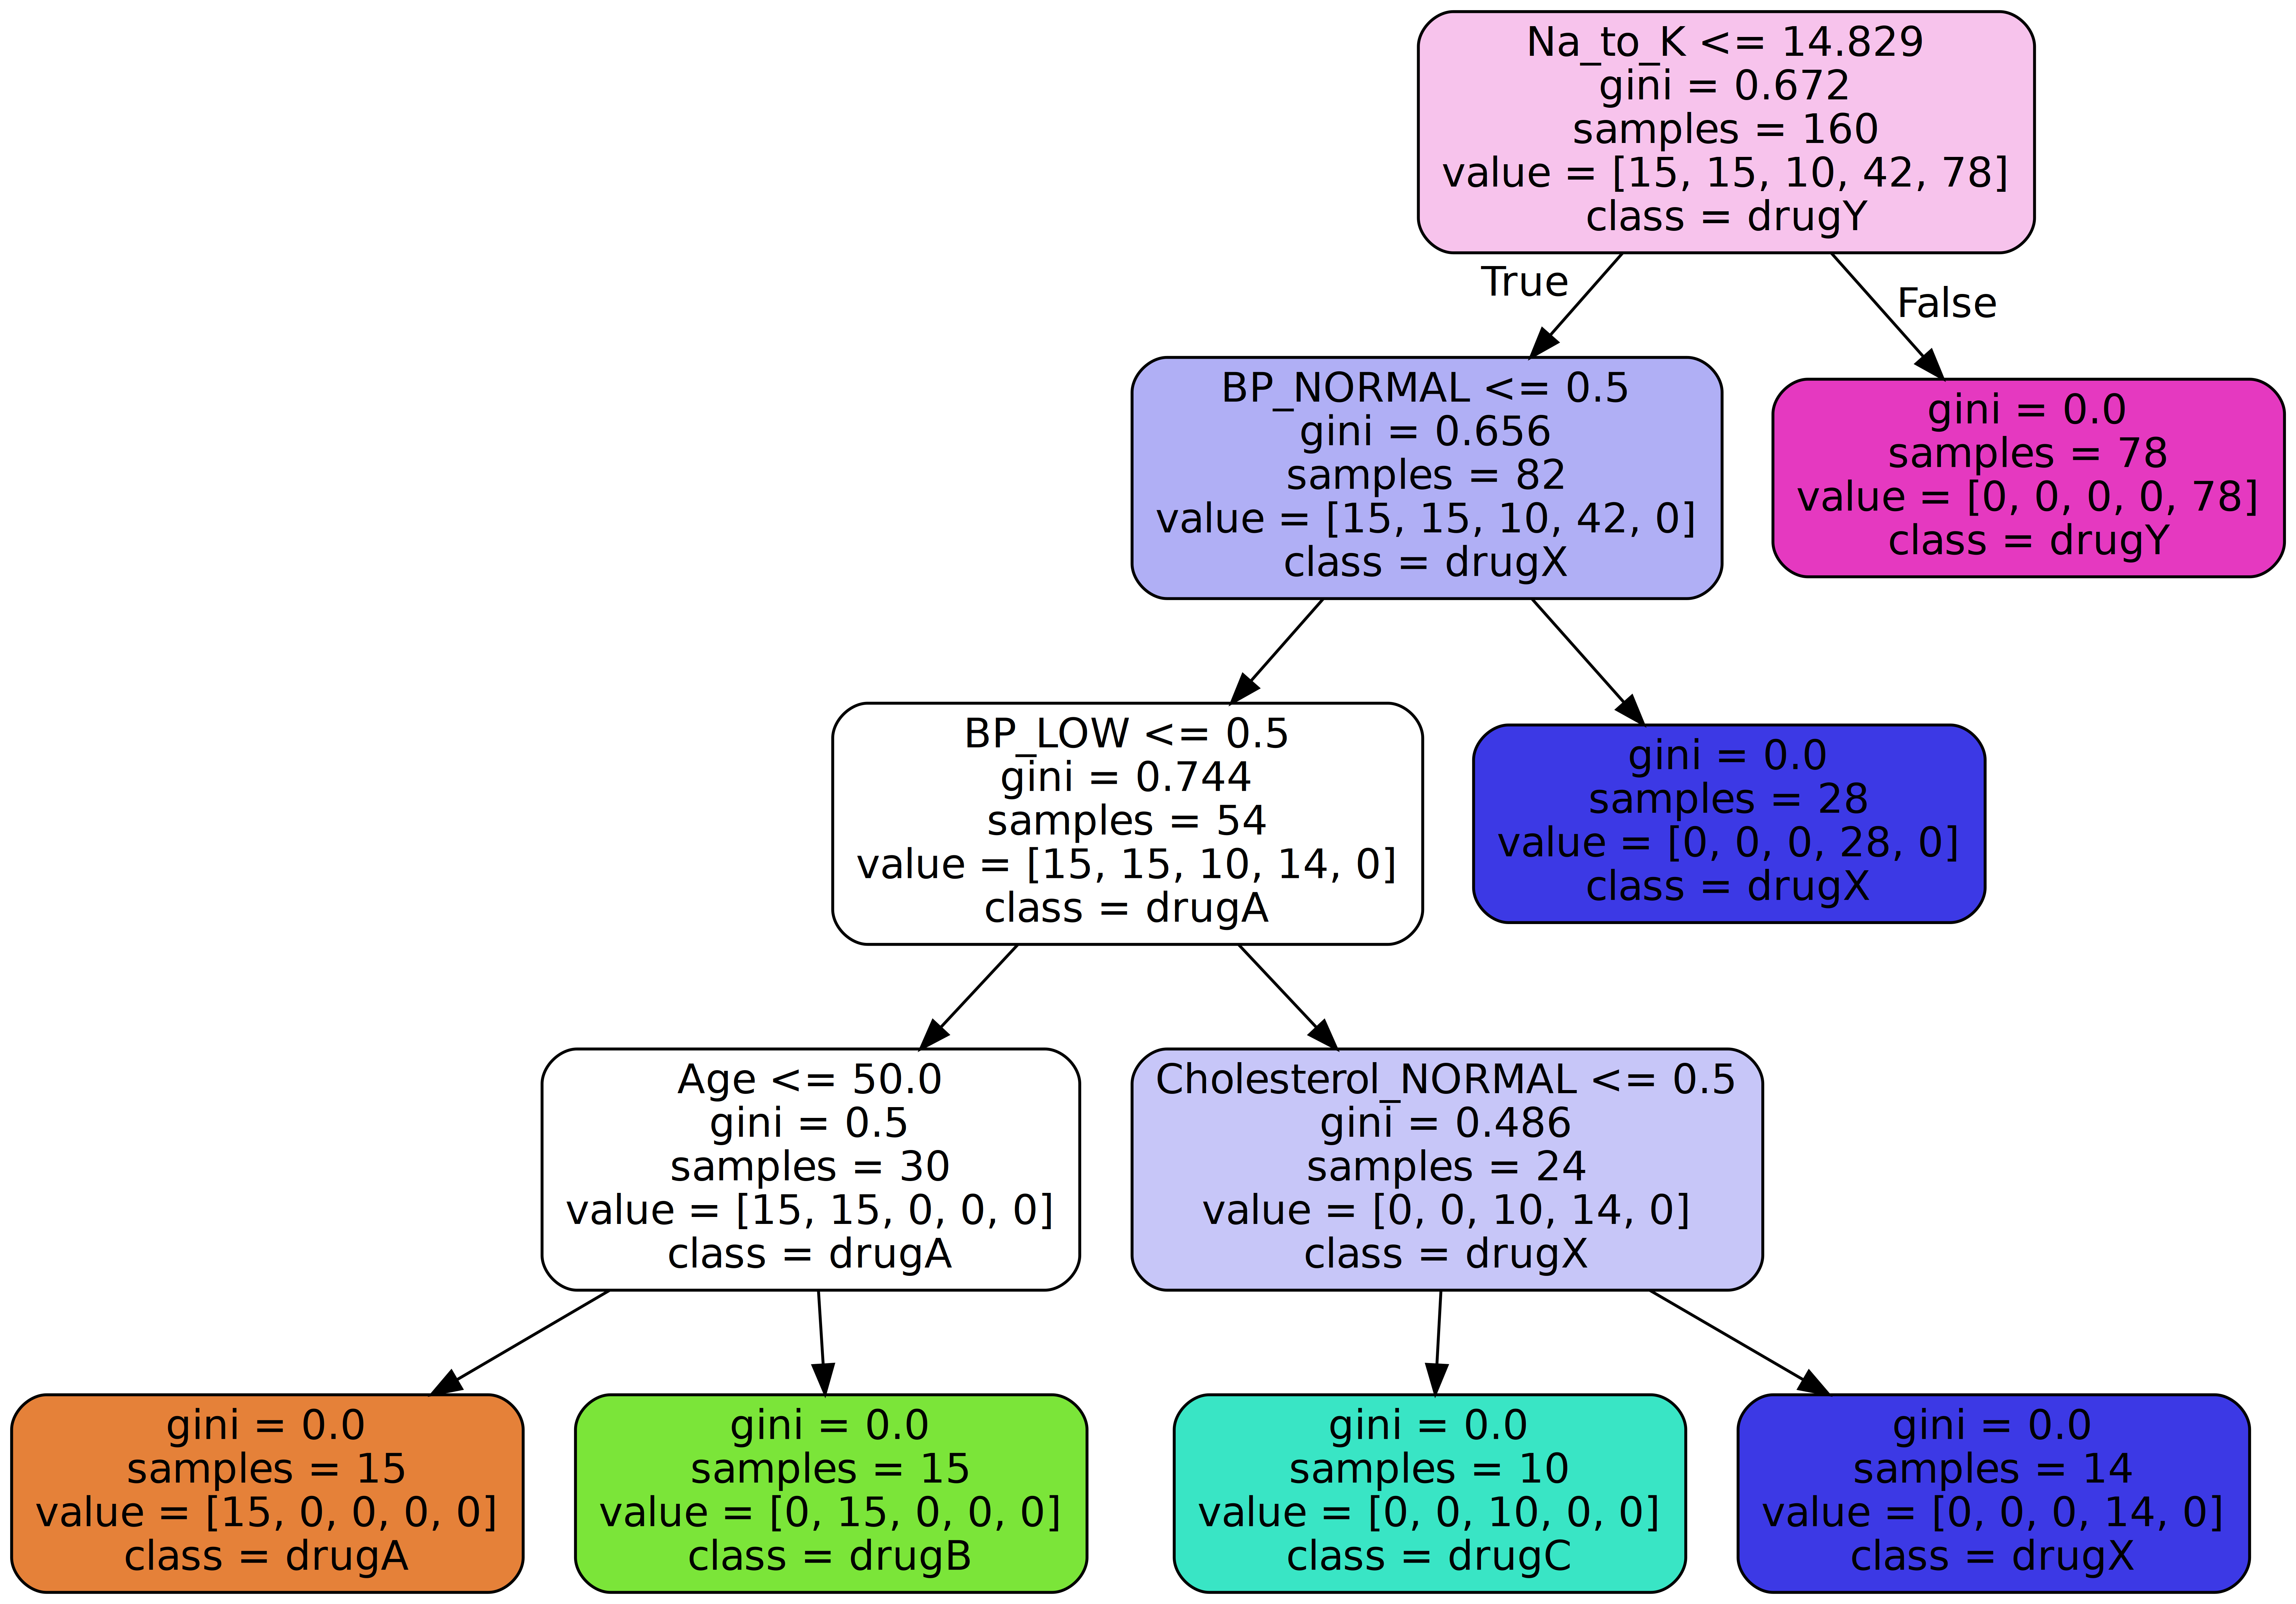 Na_to_K <= 14.829
gini = 0.672
samples = 160
value = [15, 15, 10, 42, 78]
class = drugY
True
False
BP_NORMAL <= 0.5
gini = 0.656
samples = 82
value = [15, 15, 10, 42, 0]
class = drugX
gini = 0.0
samples = 78
value = [0, 0, 0, 0, 78]
class = drugY
BP_LOW <= 0.5
gini = 0.744
samples = 54
value = [15, 15, 10, 14, 0]
class = drugA
gini = 0.0
samples = 28
value = [0, 0, 0, 28, 0]
class = drugX
Age <= 50.0
gini = 0.5
samples = 30
value = [15, 15, 0, 0, 0]
class = drugA
Cholesterol_NORMAL <= 0.5
gini = 0.486
samples = 24
value = [0, 0, 10, 14, 0]
class = drugX
gini = 0.0
samples = 15
value = [15, 0, 0, 0, 0]
class = drugA
gini = 0.0
samples = 15
value = [0, 15, 0, 0, 0]
class = drugB
gini = 0.0
samples = 10
value = [0, 0, 10, 0, 0]
class = drugC
gini = 0.0
samples = 14
value = [0, 0, 0, 14, 0]
class = drugX